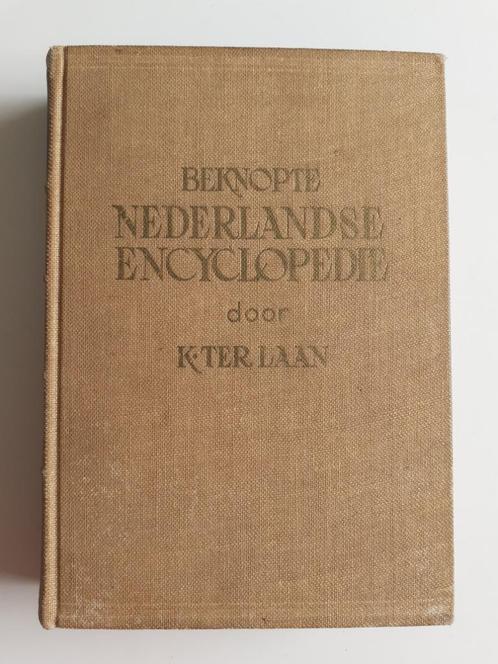 BEKNOPTE
NEDERLANDSE
ENCYCLOPEDIE
door
K·TER LAAN